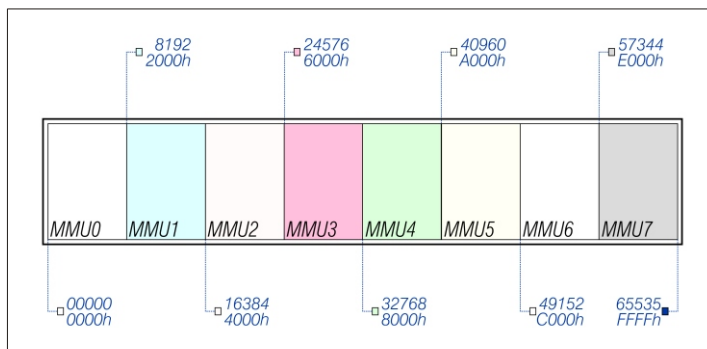 8192
2000h
24576
6000h
40960
A000h
57344
E000h
MMU0
MMU1
MMU2
MMU3
MMU4
MMU5
MMU6
MMU7
00000
0000h
16384
4000h
32768
8000h
49152
C000h
65535
FFFFh